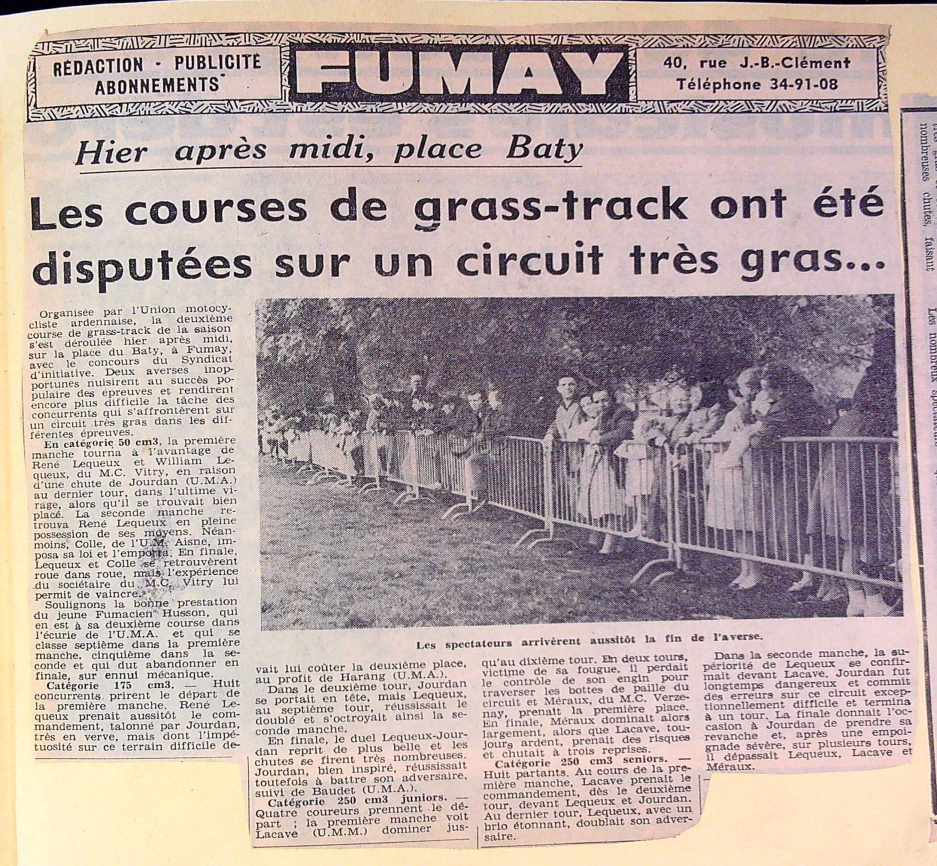 RÉDACTION - PUBLICITÉ
ABONNEMENTS
FUMAY
40, rue J.-B.-Clément
Téléphone 34-91-08
Hier après midi, place Baty
Les courses de grass-track ont été
disputées sur un circuit très gras...
Organisée par l'Union motocy-
cliste ardennaise, la deuxième
course de grass-track de la saison
s'est déroulée hier après midi,
sur la place du Baty, à Fumay,
avec le concours du Syndicat
d'initiative. Deux averses inop-
portunes nuisirent au succès po-
pulaire des épreuves et rendirent
encore plus difficile la tâche des
concurrents qui s'affrontèrent sur
un circuit très gras dans les dif-
férentes épreuves.
En catégorie 50 cm3, la première
manche tourna à l'avantage de
René Lequeux et William Le-
queux, du M.C. Vitry, en raison
d'une chute de Jourdan (U.M.A.)
au dernier tour, dans l'ultime vi-
rage, alors qu'il se trouvait bien
placé. La seconde manche re-
trouva René Lequeux en pleine
possession de ses moyens. Néan-
moins, Colle, de l'U.M. Aisne, im-
posa sa loi et l'emporta. En finale,
Lequeux et Colle se retrouvèrent
roue dans roue, mais l'expérience
du sociétaire du M.C. Vitry lui
permit de vaincre.
Soulignons la bonne prestation
du jeune Fumacien Husson, qui
en est à sa deuxième course dans
l'écurie de l'U.M.A. et qui se
classe septième dans la première
manche, cinquième dans la se-
conde et qui dut abandonner en
finale, sur ennui mécanique.
Catégorie 175 cm3. — Huit
concurrents prirent le départ de
la première manche. René Le-
queux prenait aussitôt le com-
mandement, talonné par Jourdan,
très en verve, mais dont l'impé-
tuosité sur ce terrain difficile de-
Les spectateurs arrivèrent aussitôt la fin de l'averse.
vait lui coûter la deuxième place,
au profit de Harang (U.M.A.).
Dans le deuxième tour, Jourdan
se portait en tête, mais Lequeux,
au septième tour, réussissait le
doublé et s'octroyait ainsi la se-
conde manche.
En finale, le duel Lequeux-Jour-
dan reprit de plus belle et les
chutes se firent très nombreuses.
Jourdan, bien inspiré, réussissait
toutefois à battre son adversaire,
suivi de Baudet (U.M.A.).
Catégorie 250 cm3 juniors. —
Quatre coureurs prennent le dé-
part ; la première manche voit
Lacave (U.M.M.) dominer jus-
qu'au dixième tour. En deux tours,
victime de sa fougue, il perdait
le contrôle de son engin pour
traverser les bottes de paille du
circuit et Méraux, du M.C. Verze-
nay, prenait la première place.
En finale, Méraux dominait alors
largement, alors que Lacave, tou-
jours ardent, prenait des risques
et chutait à trois reprises.
Catégorie 250 cm3 seniors. —
Huit partants. Au cours de la pre-
mière manche, Lacave prenait le
commandement, dès le deuxième
tour, devant Lequeux et Jourdan.
Au dernier tour, Lequeux, avec un
brio étonnant, doublait son adver-
saire.
Dans la seconde manche, la su-
périorité de Lequeux se confir-
mait devant Lacave. Jourdan fut
longtemps dangereux et commit
des erreurs sur ce circuit excep-
tionnellement difficile et termina
à un tour. La finale donnait l'oc-
casion à Jourdan de prendre sa
revanche et, après une empoi-
gnade sévère, sur plusieurs tours,
il dépassait Lequeux, Lacave et
Méraux.
nombreuses chutes, faisant
Les nombreux